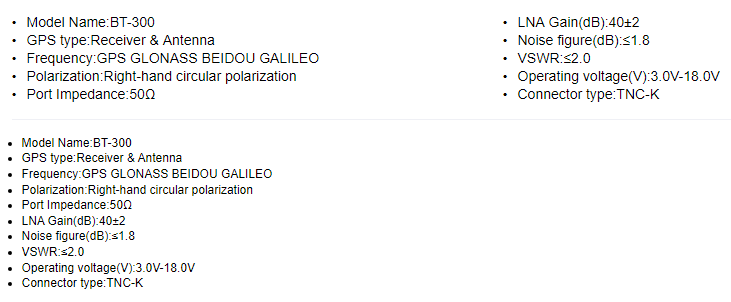 Model Name:BT-300
GPS type:Receiver & Antenna
Frequency:GPS GLONASS BEIDOU GALILEO
Polarization:Right-hand circular polarization
Port Impedance:50Ω
LNA Gain(dB):40±2
Noise figure(dB):≤1.8
VSWR:≤2.0
Operating voltage(V):3.0V-18.0V
Connector type:TNC-K
Model Name:BT-300
GPS type:Receiver & Antenna
Frequency:GPS GLONASS BEIDOU GALILEO
Polarization:Right-hand circular polarization
Port Impedance:50Ω
LNA Gain(dB):40±2
Noise figure(dB):≤1.8
VSWR:≤2.0
Operating voltage(V):3.0V-18.0V
Connector type:TNC-K